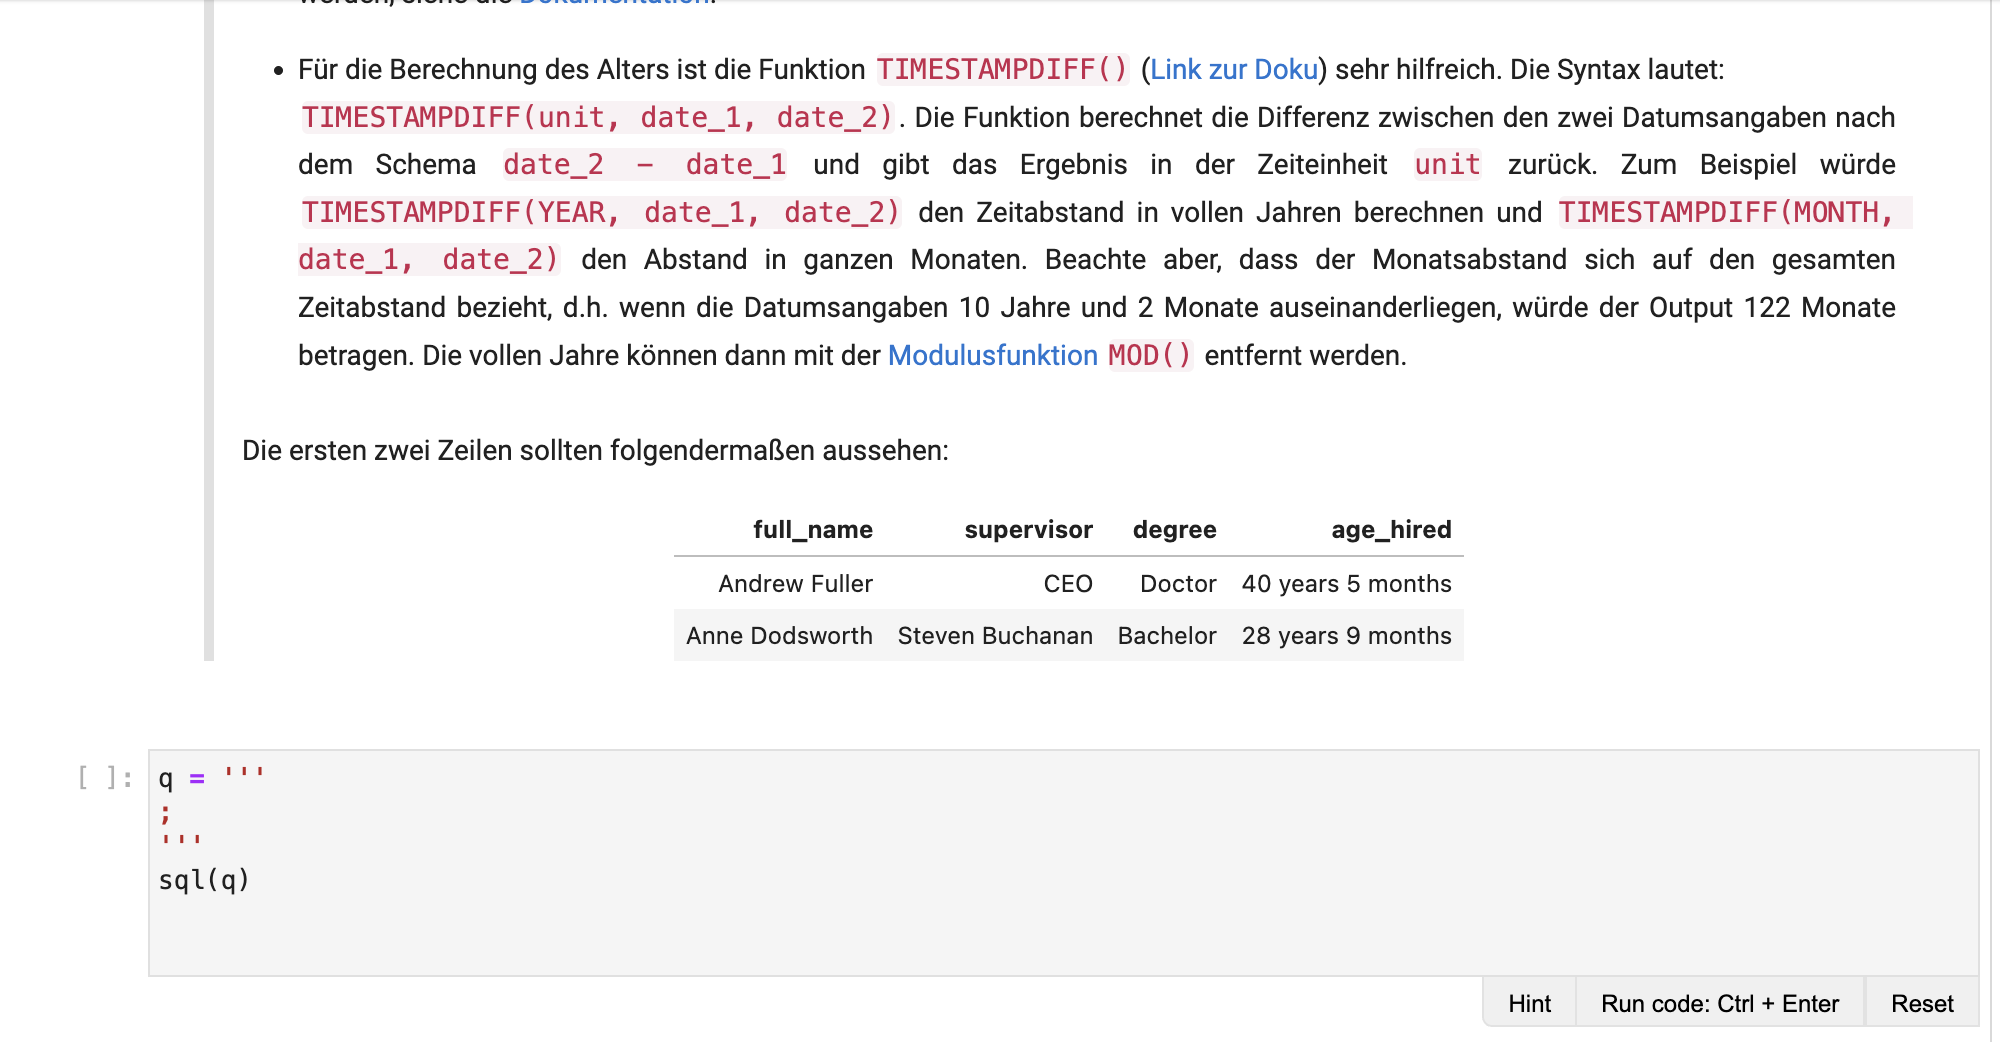 • Für die Berechnung des Alters ist die Funktion TIMESTAMPDIFF() (Link zur Doku) sehr hilfreich. Die Syntax lautet:
TIMESTAMPDIFF(unit, date_1, date_2). Die Funktion berechnet die Differenz zwischen den zwei Datumsangaben nach
dem Schema date_2 − date_1 und gibt das Ergebnis in der Zeiteinheit unit zurück. Zum Beispiel würde
TIMESTAMPDIFF(YEAR, date_1, date_2) den Zeitabstand in vollen Jahren berechnen und TIMESTAMPDIFF(MONTH,
date_1, date_2) den Abstand in ganzen Monaten. Beachte aber, dass der Monatsabstand sich auf den gesamten
Zeitabstand bezieht, d.h. wenn die Datumsangaben 10 Jahre und 2 Monate auseinanderliegen, würde der Output 122 Monate
betragen. Die vollen Jahre können dann mit der Modulusfunktion MOD() entfernt werden.
Die ersten zwei Zeilen sollten folgendermaßen aussehen:
full_name supervisor degree age_hired
Andrew Fuller CEO Doctor 40 years 5 months
Anne Dodsworth Steven Buchanan Bachelor 28 years 9 months
[ ]: q = '''
;
'''
sql(q)
Hint Run code: Ctrl + Enter Reset